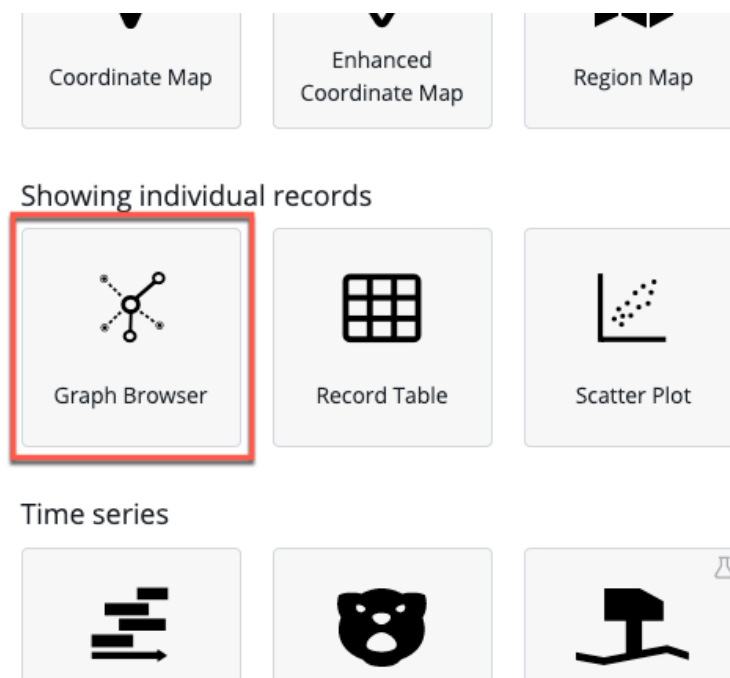 Coordinate Map
Enhanced
Coordinate Map
Region Map
Showing individual records
Graph Browser
Record Table
Scatter Plot
Time series